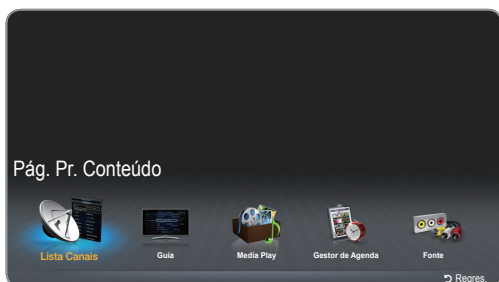 Pág. Pr. Conteúdo
Lista Canais Guia Media Play Gestor de Agenda Fonte
Regres.